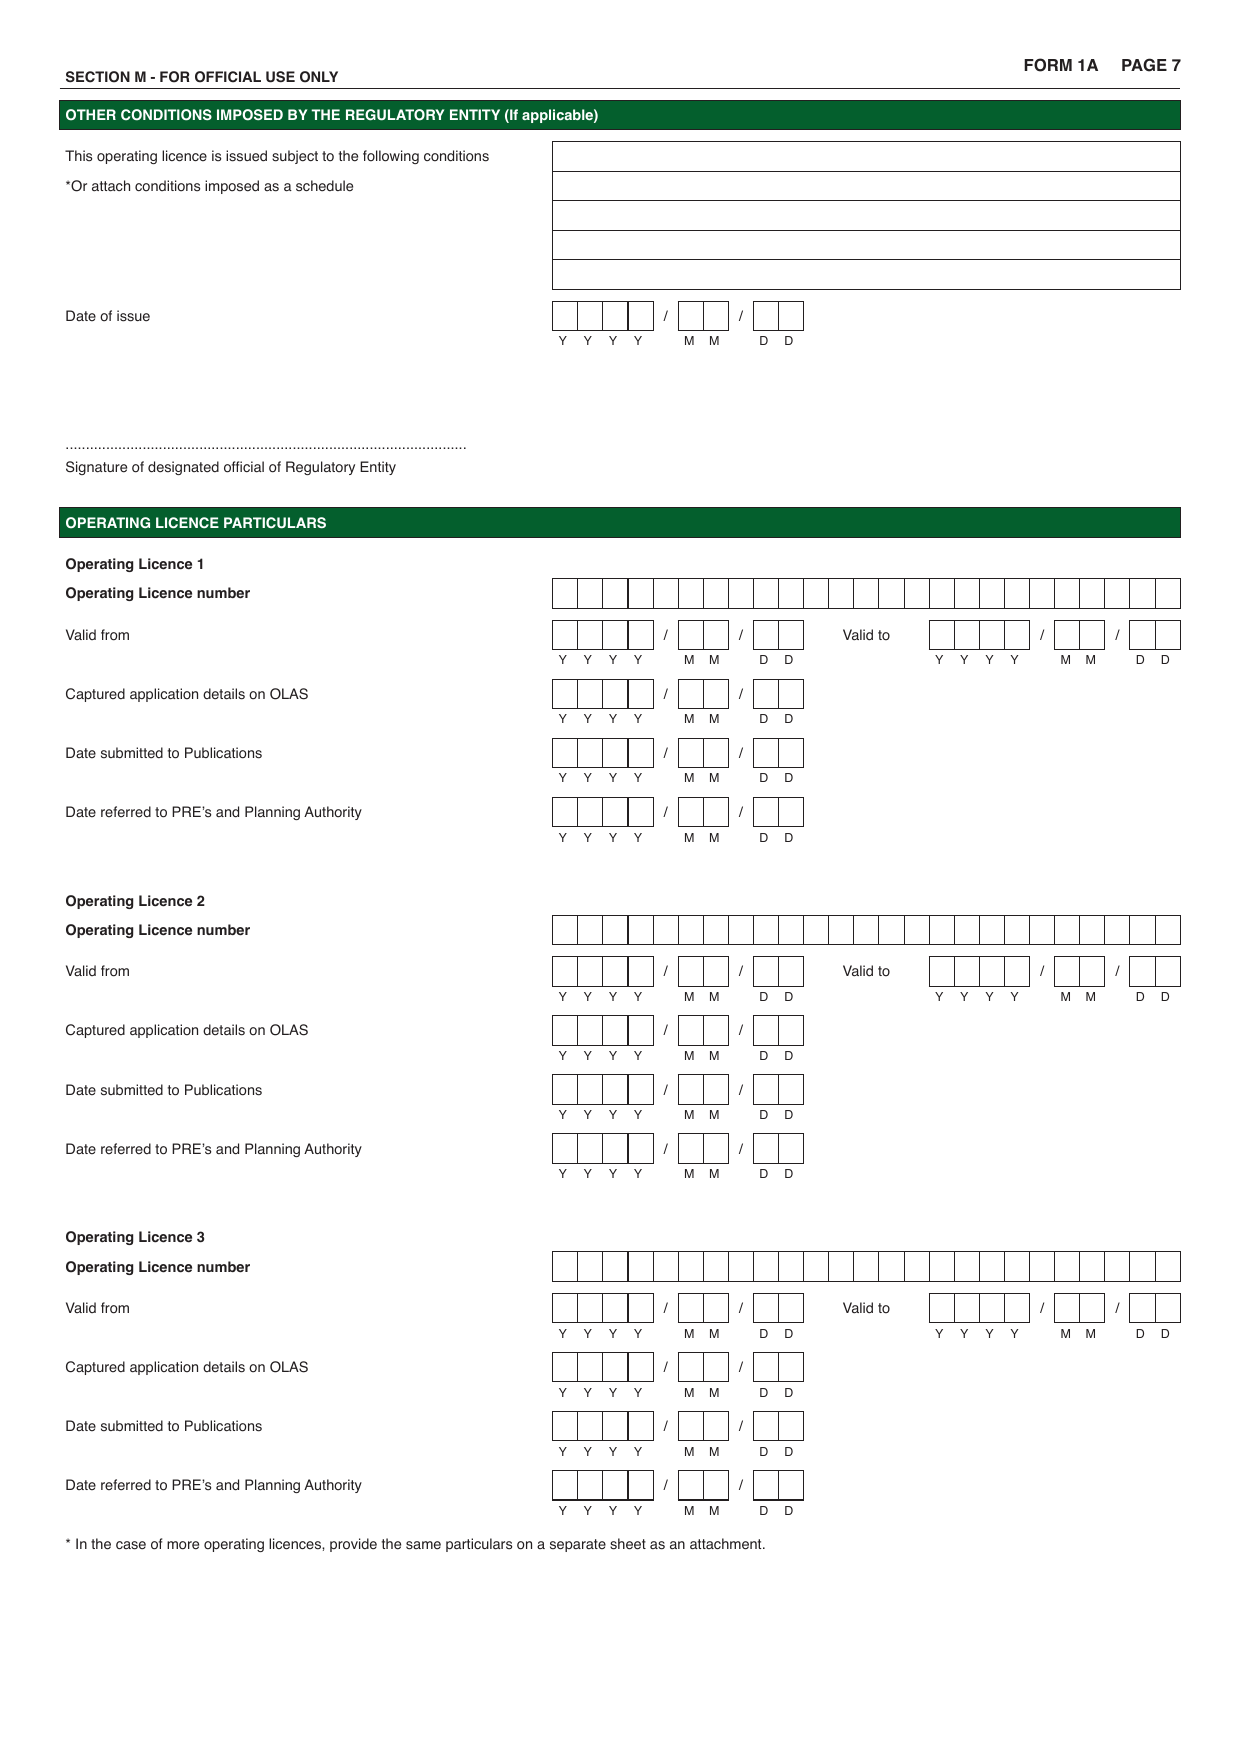 FORM 1A PAGE 7
SECTION M - FOR OFFICIAL USE ONLY
OTHER CONDITIONS IMPOSED BY THE REGULATORY ENTITY (If applicable)
This operating licence is issued subject to the following conditions
*Or attach conditions imposed as a schedule
Date of issue / /
Y Y Y Y M M D D
..................................................................................................
Signature of designated official of Regulatory Entity
OPERATING LICENCE PARTICULARS
Operating Licence 1
Operating Licence number
Valid from / / Valid to / /
Y Y Y Y M M D D Y Y Y Y M M D D
Captured application details on OLAS / /
Y Y Y Y M M D D
Date submitted to Publications / /
Y Y Y Y M M D D
Date referred to PRE’s and Planning Authority / /
Y Y Y Y M M D D
Operating Licence 2
Operating Licence number
Valid from / / Valid to / /
Y Y Y Y M M D D Y Y Y Y M M D D
Captured application details on OLAS / /
Y Y Y Y M M D D
Date submitted to Publications / /
Y Y Y Y M M D D
Date referred to PRE’s and Planning Authority / /
Y Y Y Y M M D D
Operating Licence 3
Operating Licence number
Valid from / / Valid to / /
Y Y Y Y M M D D Y Y Y Y M M D D
Captured application details on OLAS / /
Y Y Y Y M M D D
Date submitted to Publications / /
Y Y Y Y M M D D
Date referred to PRE’s and Planning Authority / /
Y Y Y Y M M D D
* In the case of more operating licences, provide the same particulars on a separate sheet as an attachment.